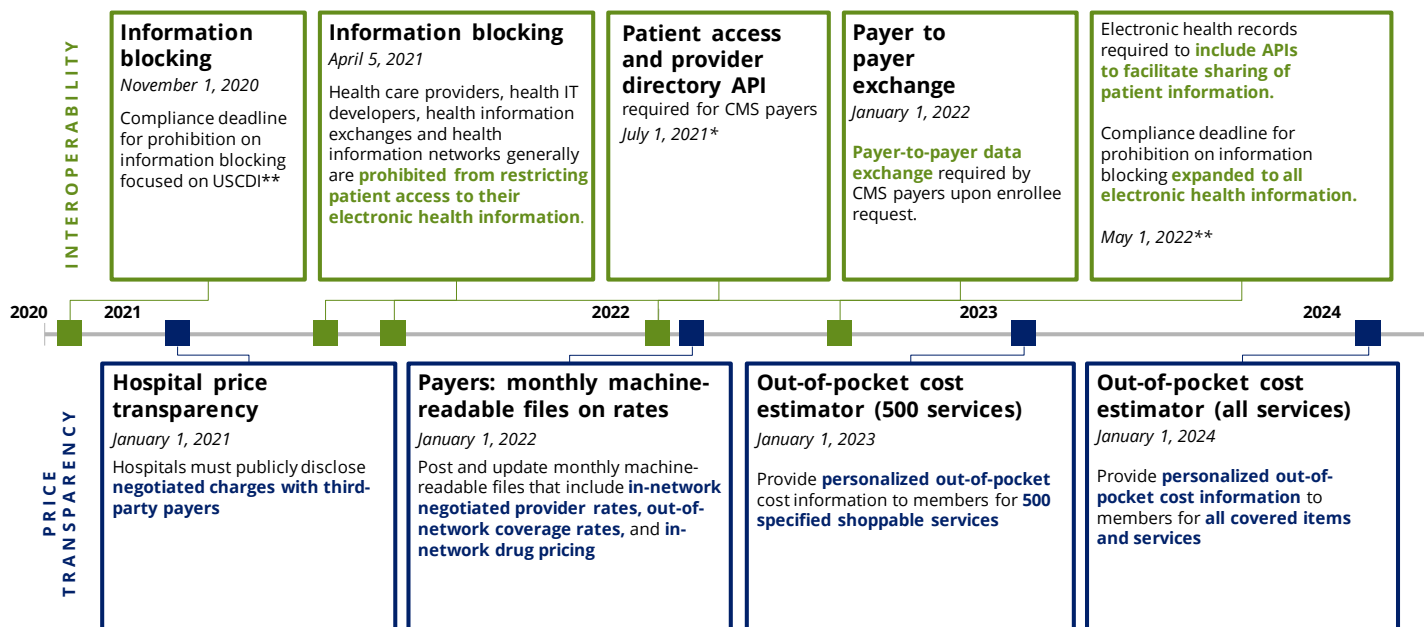 INTEROPERABILITY
Information
blocking
November 1, 2020
Compliance deadline
for prohibition on
information blocking
focused on USCDI**
Information blocking
April 5, 2021
Health care providers, health IT
developers, health information
exchanges and health
information networks generally
are prohibited from restricting
patient access to their
electronic health information.
Patient access
and provider
directory API
required for CMS payers
July 1, 2021*
Payer to
payer
exchange
January 1, 2022
Payer-to-payer data
exchange required by
CMS payers upon enrollee
request.
Electronic health records
required to include APIs
to facilitate sharing of
patient information.
Compliance deadline for
prohibition on information
blocking expanded to all
electronic health information.
May 1, 2022**
2020 2021 2022 2023 2024
PRICE
TRANSPARENCY
Hospital price
transparency
January 1, 2021
Hospitals must publicly disclose
negotiated charges with third-
party payers
Payers: monthly machine-
readable files on rates
January 1, 2022
Post and update monthly machine-
readable files that include in-network
negotiated provider rates, out-of-
network coverage rates, and in-
network drug pricing
Out-of-pocket cost
estimator (500 services)
January 1, 2023
Provide personalized out-of-pocket
cost information to members for 500
specified shoppable services
Out-of-pocket cost
estimator (all services)
January 1, 2024
Provide personalized out-of-
pocket cost information to
members for all covered items
and services